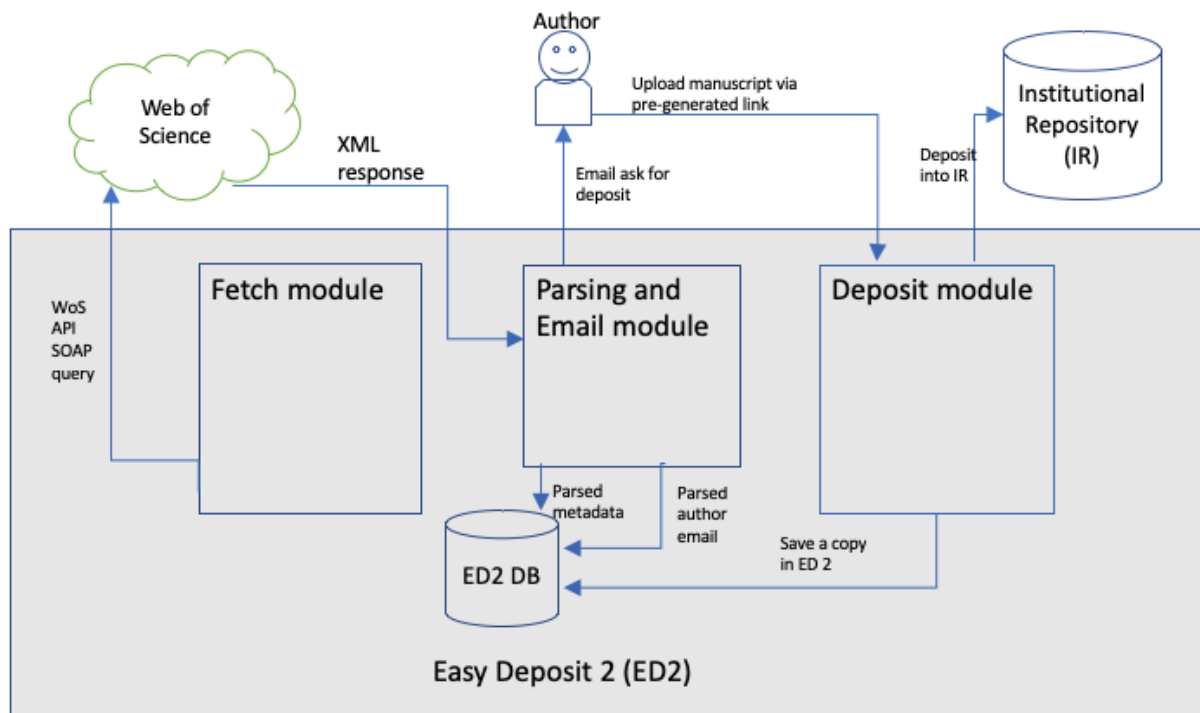 Author
Web of
Science
XML
response
Upload manuscript via
pre-generated link
Institutional
Repository
(IR)
Email ask for
deposit
Deposit
into IR
WoS
API
SOAP
query
Fetch module
Parsing and
Email module
Deposit module
Parsed
metadata
Parsed
author
email
Save a copy
in ED 2
ED2 DB
Easy Deposit 2 (ED2)